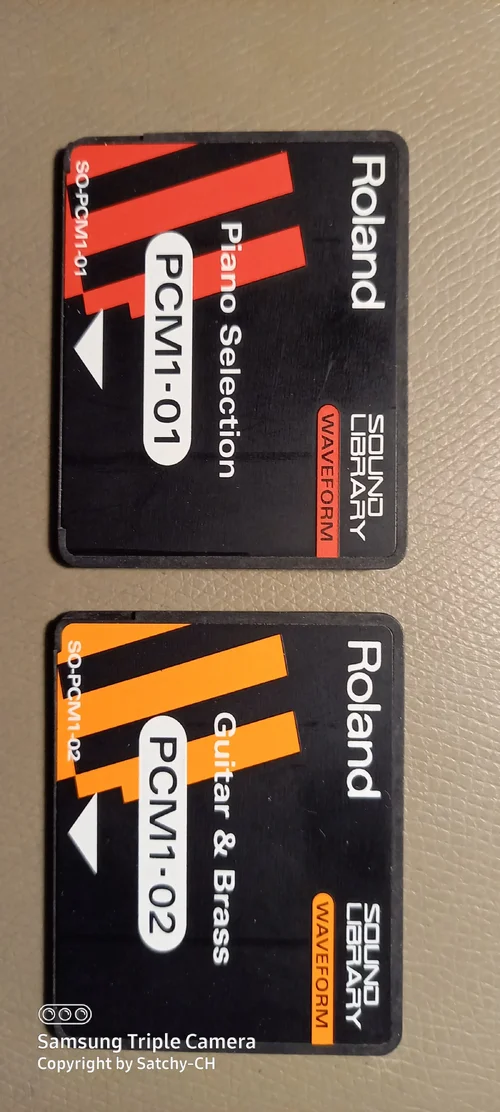 Roland
SOUND
LIBRARY
WAVEFORM
Piano Selection
PCM1-01
SO-PCM1-01
Roland
SOUND
LIBRARY
WAVEFORM
Guitar & Brass
PCM1-02
SO-PCM1-02
Samsung Triple Camera
Copyright by Satchy-CH